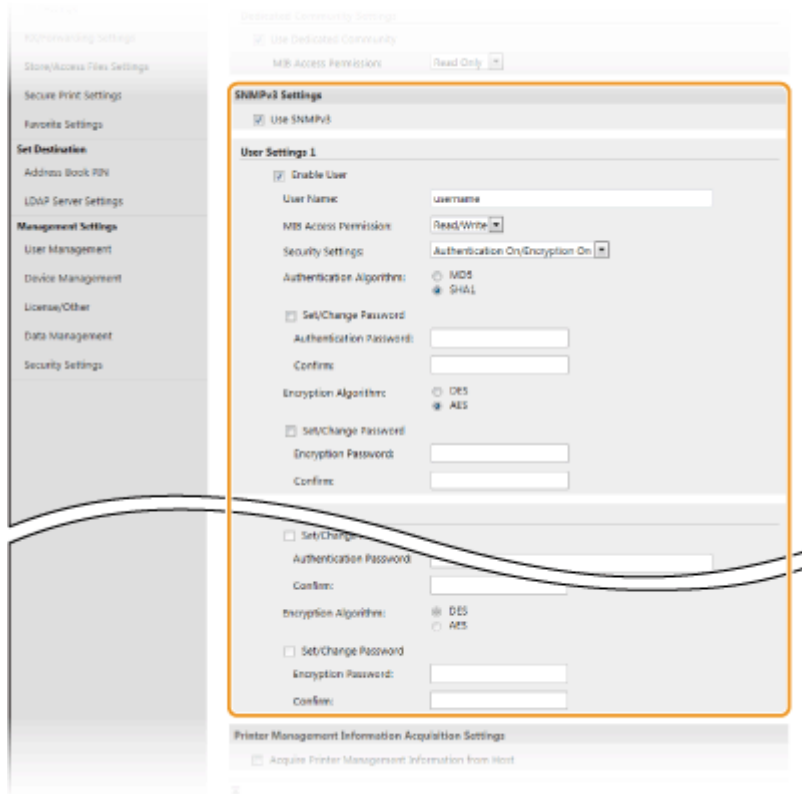 Store/Access Files Settings
Secure Print Settings
Favorite Settings
Set Destination
Address Book PIN
LDAP Server Settings
Management Settings
User Management
Device Management
License/Other
Data Management
Security Settings
Dedicated Community Settings
Use Dedicated Community
MIB Access Permission: Read Only
SNMPv3 Settings
Use SNMPv3
User Settings 1
Enable User
User Name: username
MIB Access Permission: Read/Write
Security Settings: Authentication On/Encryption On
Authentication Algorithm: MD5
SHA1
Set/Change Password
Authentication Password:
Confirm:
Encryption Algorithm: DES
AES
Set/Change Password
Encryption Password:
Confirm:
Set/Change
Authentication Password:
Confirm:
Encryption Algorithm: DES
AES
Set/Change Password
Encryption Password:
Confirm:
Printer Management Information Acquisition Settings
Acquire Printer Management Information from Host